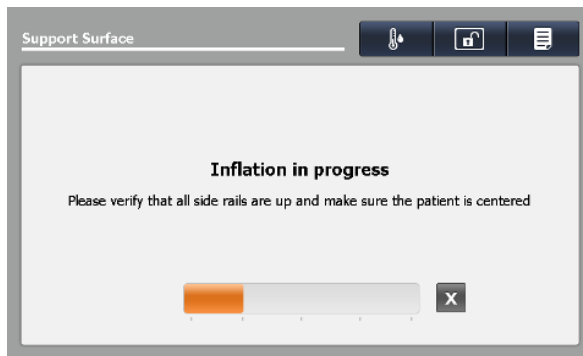 Support Surface
Inflation in progress
Please verify that all side rails are up and make sure the patient is centered
X